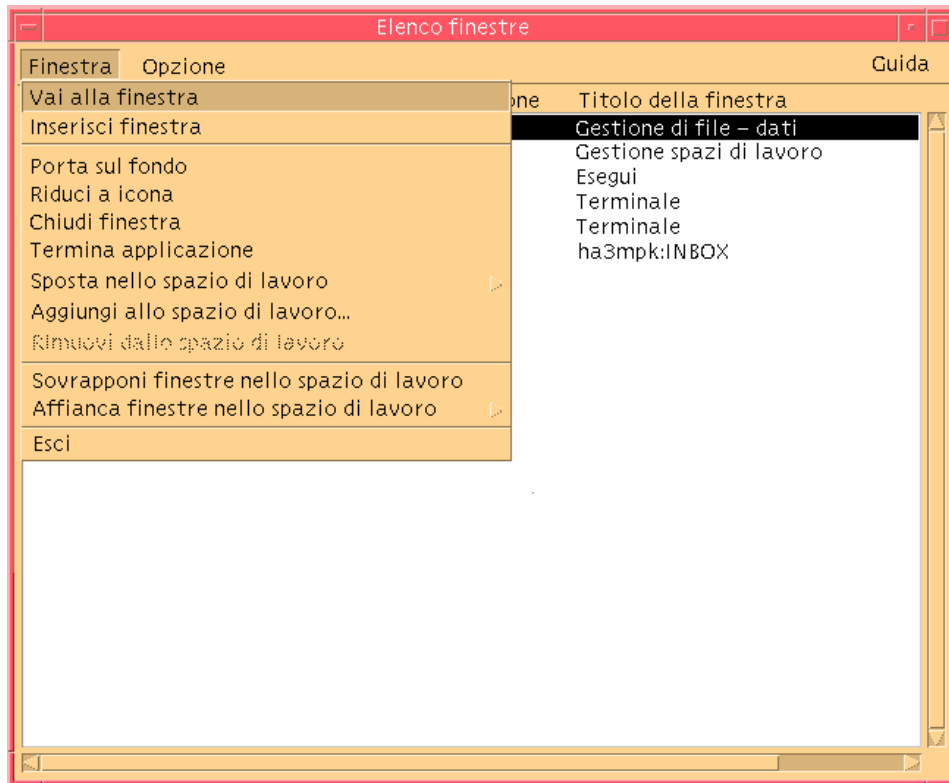 Elenco finestre
Finestra Opzione Guida
Vai alla finestra
Inserisci finestra
Porta sul fondo
Riduci a icona
Chiudi finestra
Termina applicazione
Sposta nello spazio di lavoro
Aggiungi allo spazio di lavoro...
Rimuovi dallo spazio di lavoro
Sovrapponi finestre nello spazio di lavoro
Affianca finestre nello spazio di lavoro
Esci
Titolo della finestra
Gestione di file – dati
Gestione spazi di lavoro
Esegui
Terminale
Terminale
ha3mpk:INBOX